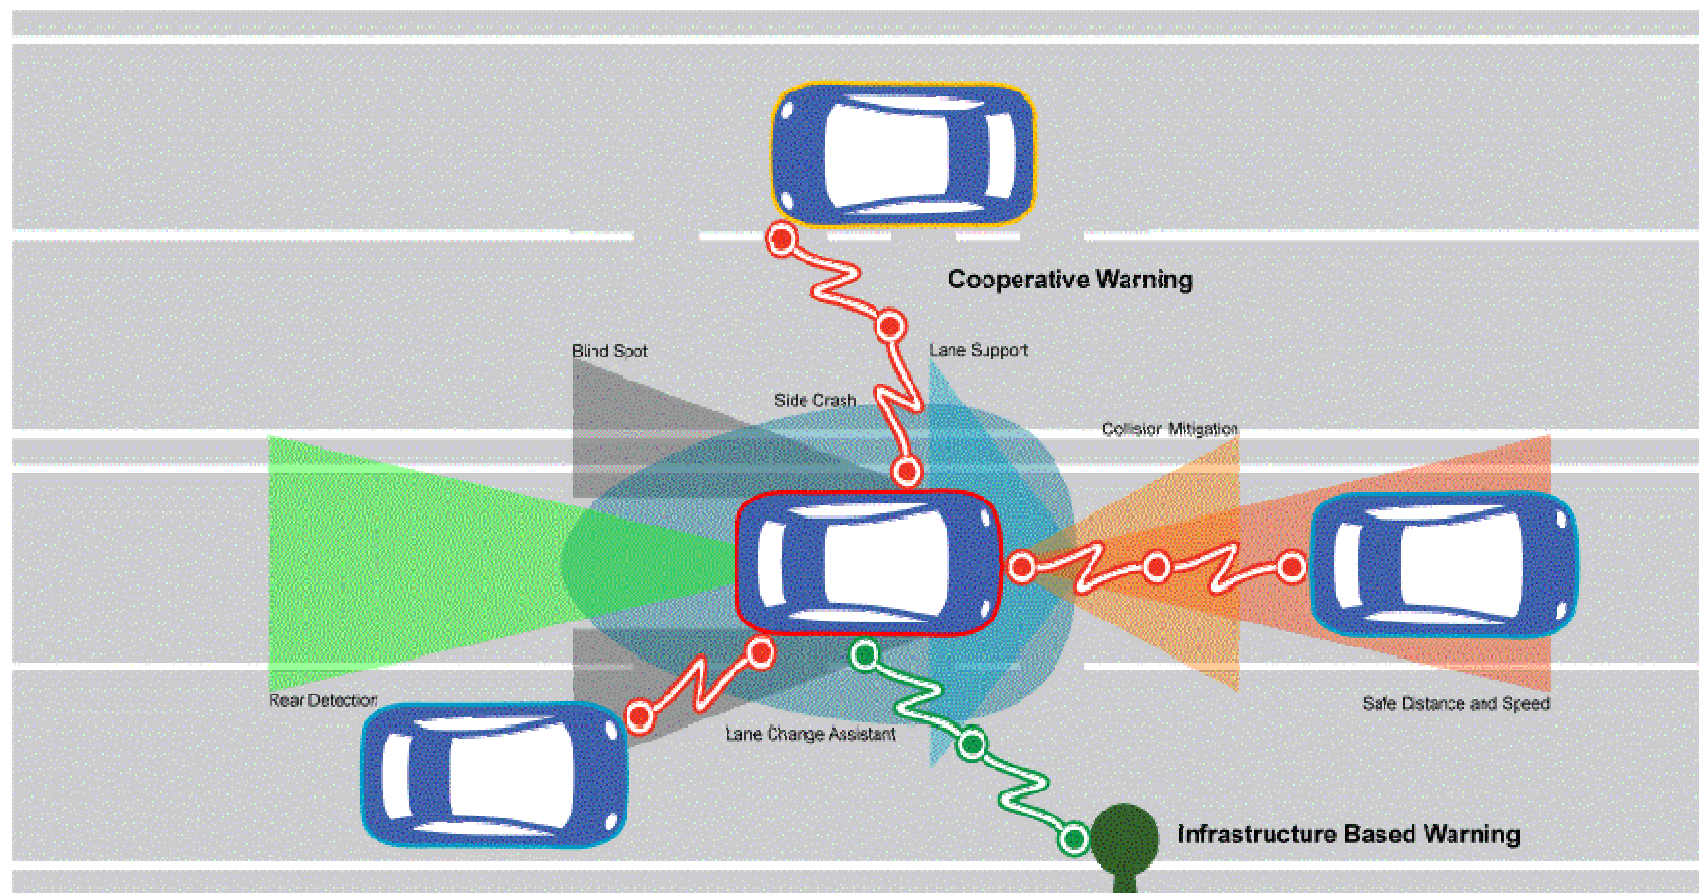 Cooperative Warning
Blind Spot
Lane Support
Side Crash
Collision Mitigation
Rear Detection
Safe Distance and Speed
Lane Change Assistant
Infrastructure Based Warning